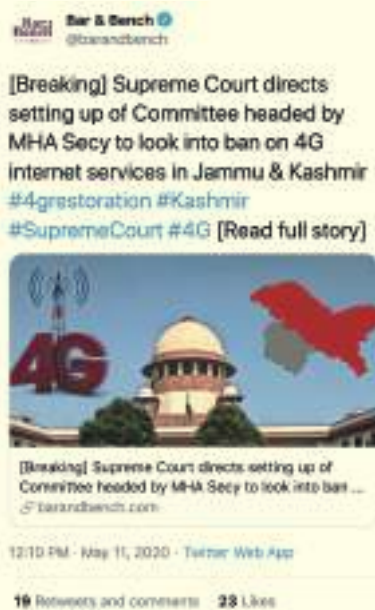 Bar & Bench
@barandbench
[Breaking] Supreme Court directs
setting up of Committee headed by
MHA Secy to look into ban on 4G
internet services in Jammu & Kashmir
#4grestoration #Kashmir
#SupremeCourt #4G [Read full story]
4G
[Breaking] Supreme Court directs setting up of
Committee headed by MHA Secy to look into ban ...
barandbench.com
12:10 PM · May 11, 2020 · Twitter Web App
19 Retweets and comments 23 Likes